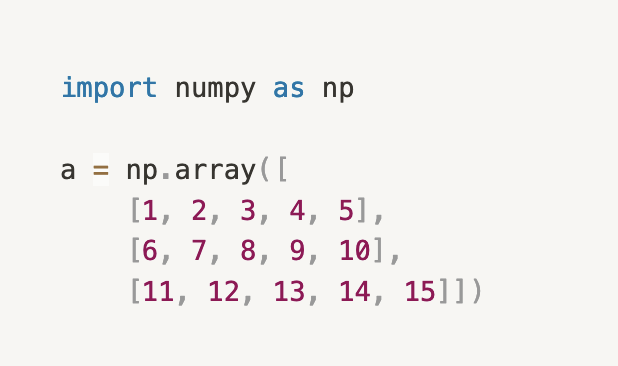 import numpy as np
a = np.array([
[1, 2, 3, 4, 5],
[6, 7, 8, 9, 10],
[11, 12, 13, 14, 15]])